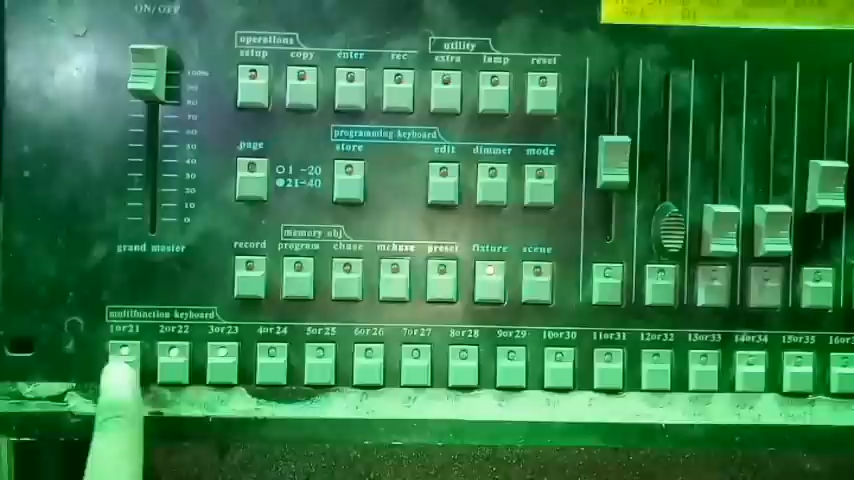 ON/OFF
operations
utility
setup copy enter rec extra lamp reset
100%
90
80
70
60
50
40
30
20
10
0
programming keyboard
page store edit dimmer mode
1-20
21-40
grand master
memory obj
record program chase mchase preset fixture scene
multifunction keyboard
1or21 2or22 3or23 4or24 5or25 6or26 7or27 8or28 9or29 10or30 11or31 12or32 13or33 14or34 15or35